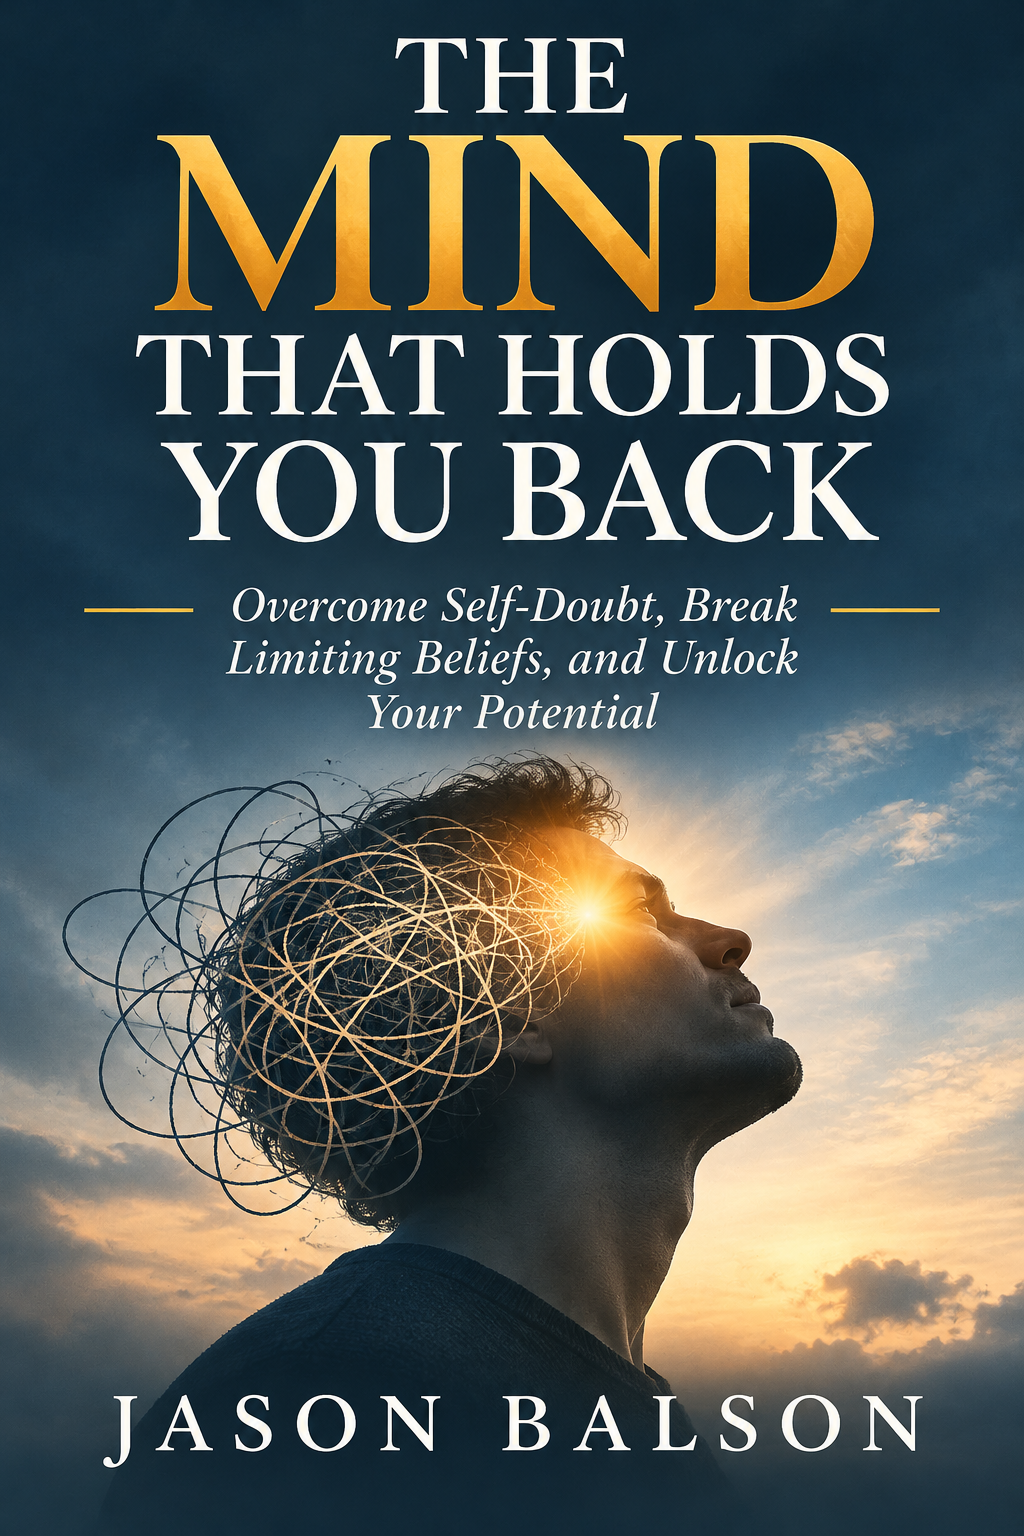 THE
MIND
THAT HOLDS
YOU BACK
Overcome Self-Doubt, Break
Limiting Beliefs, and Unlock
Your Potential
JASON BALSON